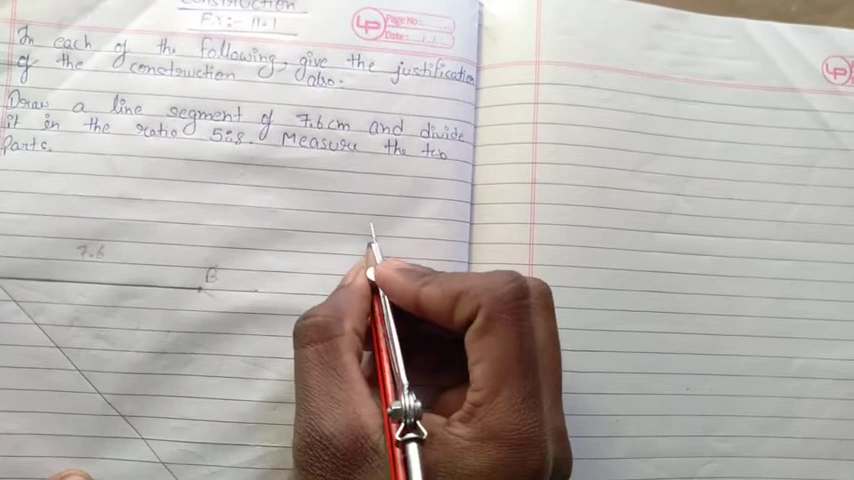 CONSTRUCTION
Ex:- 11.1
LP Page No:
Date:
In each of the following, give the justification
of the construction also:
Draw a line segment of 7.6 cm and divide
it in the ratio 5:8. Measure the two
Parts.
7.6
B
LP